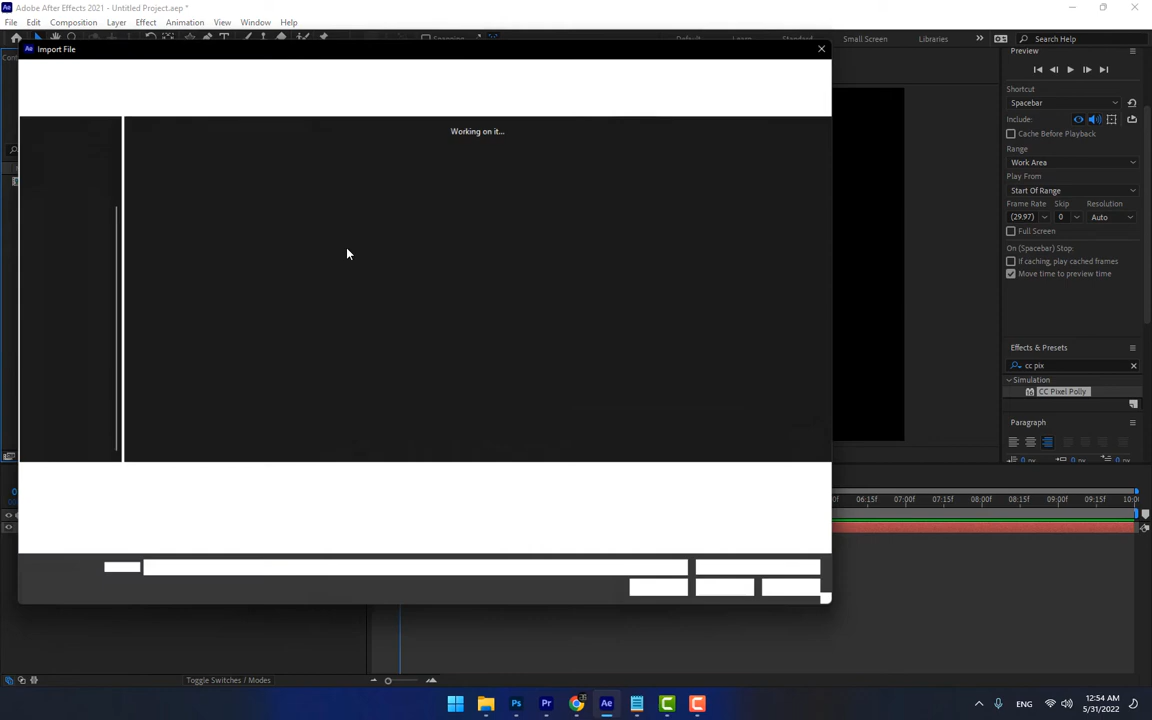 Adobe After Effects 2021 - Untitled Project.aep *
File Edit Composition Layer Effect Animation View Window Help
Small Screen Libraries Search Help
Import File
Preview
Working on it...
Shortcut
Spacebar
Include:
Cache Before Playback
Range
Work Area
Play From
Start Of Range
Frame Rate Skip Resolution
(29.97) 0 Auto
Full Screen
On (Spacebar) Stop:
If caching, play cached frames
Move time to preview time
Effects & Presets
cc pix
Simulation
CC Pixel Polly
Paragraph
06:15f 07:00f 07:15f 08:00f 08:15f 09:00f 09:15f
Toggle Switches / Modes
ENG
12:54 AM
5/31/2022